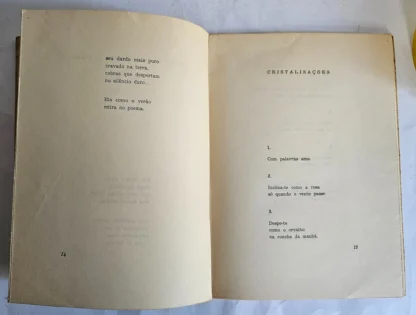 seu dardo mais puro
cravado na terra,
coisas que despertam
no silêncio duro.
Eis como o verão
entra no poema.
CRISTALIZAÇÕES
1.
Com palavras amo.
2.
Inclina-te como a rosa
só quando o vento passe.
3.
Despe-te
como o orvalho
na concha da manhã.